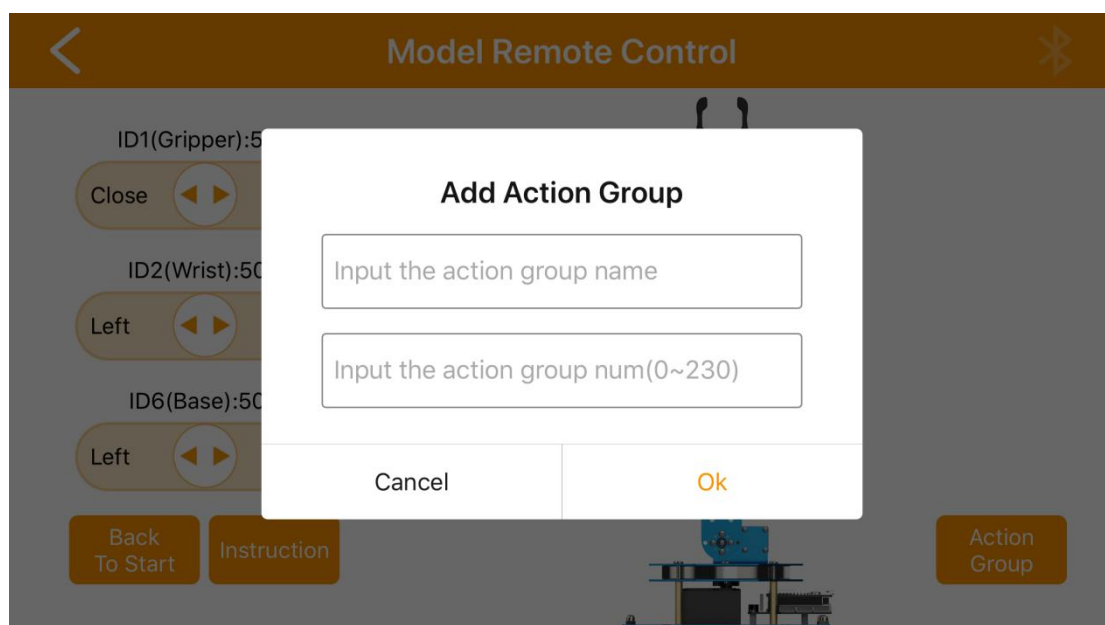 Model Remote Control
ID1(Gripper):5
Close
ID2(Wrist):50
Left
ID6(Base):50
Left
Add Action Group
Input the action group name
Input the action group num(0~230)
Cancel
Ok
Back
To Start
Instruction
Action
Group